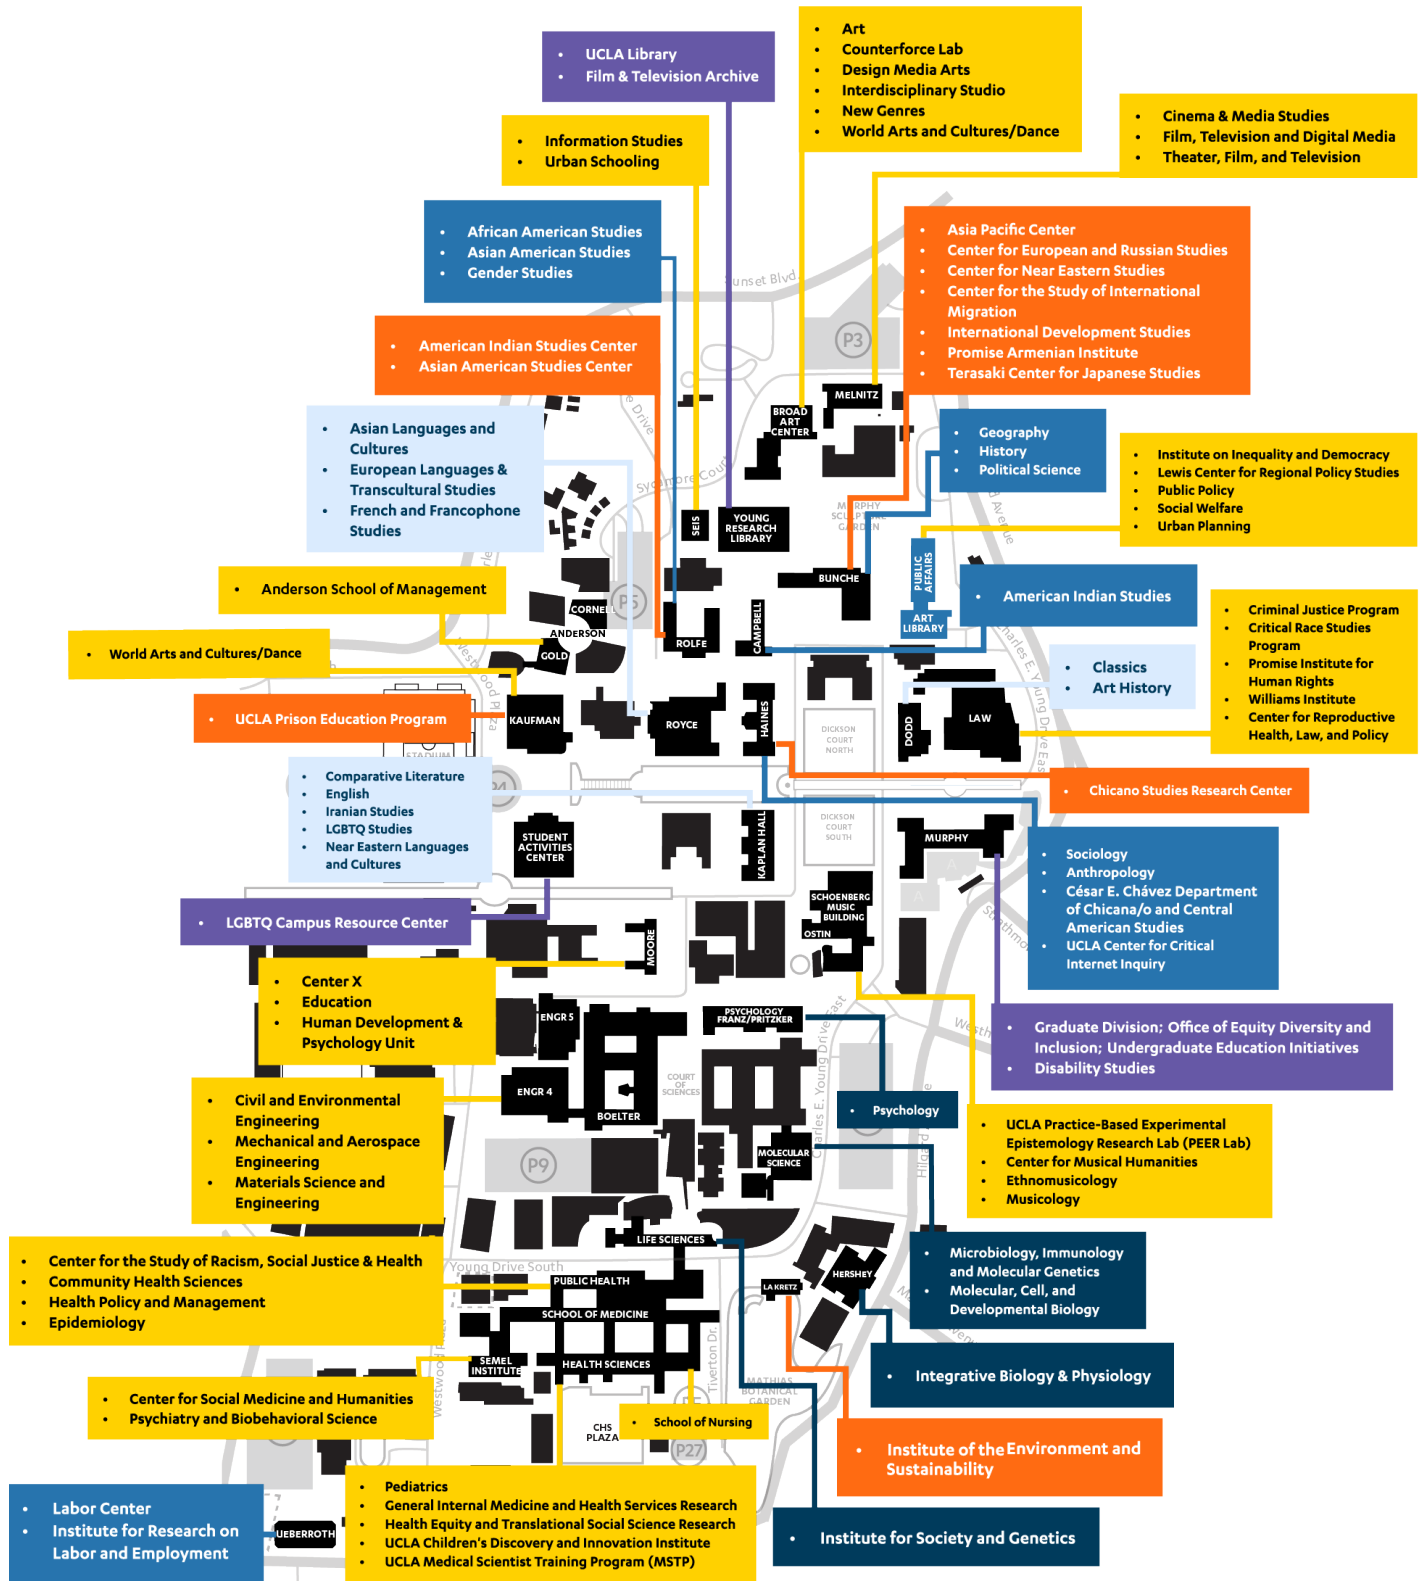 • UCLA Library
• Film & Television Archive
• Art
• Counterforce Lab
• Design Media Arts
• Interdisciplinary Studio
• New Genres
• World Arts and Cultures/Dance
• Cinema & Media Studies
• Film, Television and Digital Media
• Theater, Film, and Television
• Information Studies
• Urban Schooling
• African American Studies
• Asian American Studies
• Gender Studies
• Asia Pacific Center
• Center for European and Russian Studies
• Center for Near Eastern Studies
• Center for the Study of International
Migration
• International Development Studies
• Promise Armenian Institute
• Terasaki Center for Japanese Studies
Sunset Blvd.
P3
• American Indian Studies Center
• Asian American Studies Center
MELNITZ
BROAD
ART
CENTER
• Asian Languages and
Cultures
• European Languages &
Transcultural Studies
• French and Francophone
Studies
• Geography
• History
• Political Science
• Institute on Inequality and Democracy
• Lewis Center for Regional Policy Studies
• Public Policy
• Social Welfare
• Urban Planning
Drive
Sycamore Court
SEIS
YOUNG
RESEARCH
LIBRARY
MURPHY
SCULPTURE
GARDEN
Avenue
PUBLIC
AFFAIRS
BUNCHE
ART
LIBRARY
• Anderson School of Management
• American Indian Studies
P5
CORNELL
ANDERSON
GOLD
ROLFE
CAMPBELL
• Criminal Justice Program
• Critical Race Studies
Program
• Promise Institute for
Human Rights
• Williams Institute
• Center for Reproductive
Health, Law, and Policy
• World Arts and Cultures/Dance
Westwood Plaza
Charles E. Young Drive East
• Classics
• Art History
• UCLA Prison Education Program
KAUFMAN
ROYCE
HAINES
DICKSON
COURT
NORTH
DODD
LAW
STADIUM
P4
• Comparative Literature
• English
• Iranian Studies
• LGBTQ Studies
• Near Eastern Languages
and Cultures
• Chicano Studies Research Center
STUDENT
ACTIVITIES
CENTER
KAPLAN HALL
DICKSON
COURT
SOUTH
MURPHY
• Sociology
• Anthropology
• César E. Chávez Department
of Chicana/o and Central
American Studies
• UCLA Center for Critical
Internet Inquiry
A
A
• LGBTQ Campus Resource Center
SCHOENBERG
MUSIC
BUILDING
OSTIN
MOORE
• Center X
• Education
• Human Development &
Psychology Unit
ENGR 5
PSYCHOLOGY
FRANZ/PRITZKER
Charles E. Young Drive East
• Graduate Division; Office of Equity Diversity and
Inclusion; Undergraduate Education Initiatives
• Disability Studies
• Civil and Environmental
Engineering
• Mechanical and Aerospace
Engineering
• Materials Science and
Engineering
ENGR 4
BOELTER
COURT
OF
SCIENCES
• Psychology
• UCLA Practice-Based Experimental
Epistemology Research Lab (PEER Lab)
• Center for Musical Humanities
• Ethnomusicology
• Musicology
P9
MOLECULAR
SCIENCE
• Center for the Study of Racism, Social Justice & Health
• Community Health Sciences
• Health Policy and Management
• Epidemiology
LIFE SCIENCES
Young Drive South
PUBLIC HEALTH
LA KRETZ
HERSHEY
• Microbiology, Immunology
and Molecular Genetics
• Molecular, Cell, and
Developmental Biology
SCHOOL OF MEDICINE
SEMEL
INSTITUTE
HEALTH SCIENCES
Tiverton Dr.
MATHIAS
BOTANICAL
GARDEN
• Integrative Biology & Physiology
• Center for Social Medicine and Humanities
• Psychiatry and Biobehavioral Science
CHS
PLAZA
• School of Nursing
P27
• Institute of the Environment and
Sustainability
• Labor Center
• Institute for Research on
Labor and Employment
UEBERROTH
• Pediatrics
• General Internal Medicine and Health Services Research
• Health Equity and Translational Social Science Research
• UCLA Children's Discovery and Innovation Institute
• UCLA Medical Scientist Training Program (MSTP)
• Institute for Society and Genetics